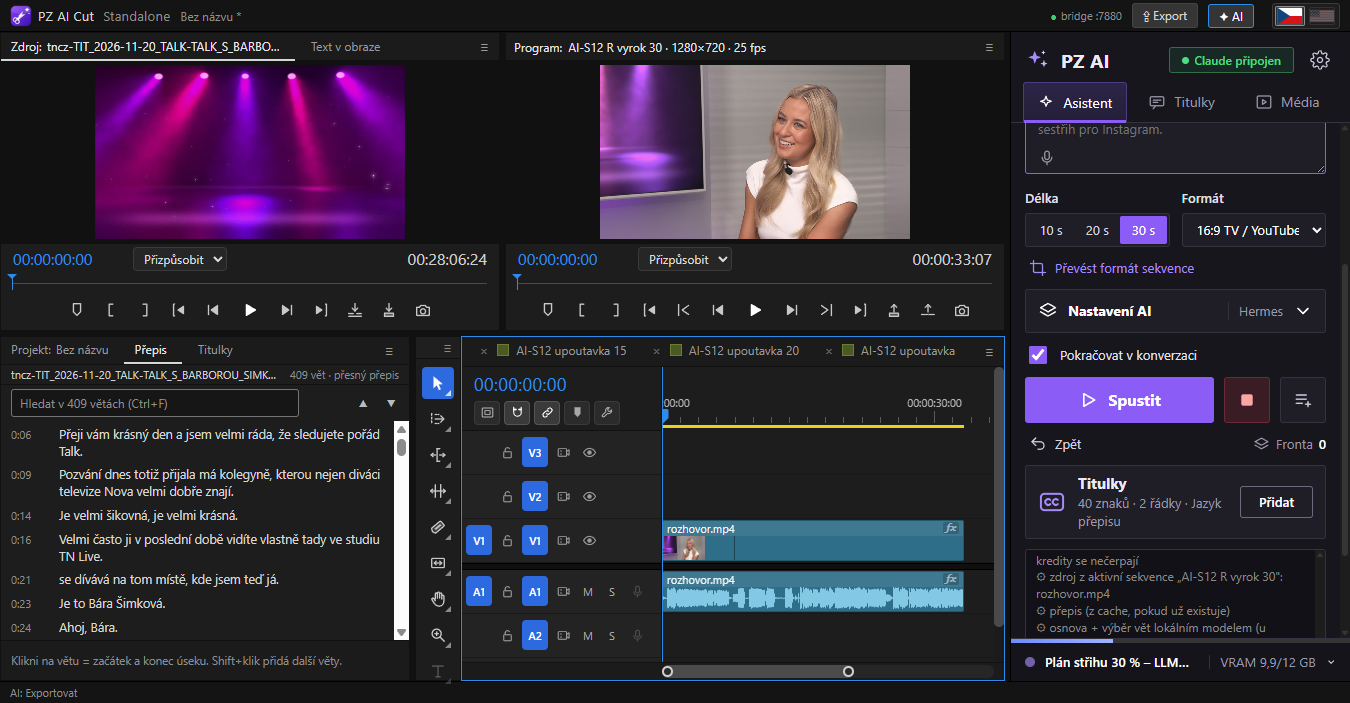 PZ AI Cut Standalone Bez názvu *
bridge :7880
Export
AI
Zdroj: tncz-TIT_2026-11-20_TALK-TALK_S_BARBO...
Text v obraze
Program: AI-S12 R vyrok 30 · 1280×720 · 25 fps
00:00:00:00
Přizpůsobit
00:28:06:24
00:00:00:00
Přizpůsobit
00:00:33:07
Projekt: Bez názvu
Přepis
Titulky
tncz-TIT_2026-11-20_TALK-TALK_S_BARBOROU_SIMK...
409 vět · přesný přepis
Hledat v 409 větách (Ctrl+F)
0:06 Přeji vám krásný den a jsem velmi ráda, že sledujete pořád
Talk.
0:09 Pozvání dnes totiž přijala má kolegyně, kterou nejen diváci
televize Nova velmi dobře znají.
0:14 Je velmi šikovná, je velmi krásná.
0:16 Velmi často ji v poslední době vidíte vlastně tady ve studiu
TN Live.
0:21 se dívává na tom místě, kde jsem teď já.
0:23 Je to Bára Šimková.
0:24 Ahoj, Bára.
Klikni na větu = začátek a konec úseku. Shift+klik přidá další věty.
AI: Exportovat
AI-S12 upoutavka 15
AI-S12 upoutavka 20
AI-S12 upoutavka
00:00:00:00
:00:00
00:00:30:00
V3
V2
V1 V1
A1 A1 M S
A2 M S
rozhovor.mp4 fx
rozhovor.mp4 fx
PZ AI
Claude připojen
Asistent
Titulky
Média
sestřih pro Instagram.
Délka
Formát
10 s 20 s 30 s
16:9 TV / YouTube
Převést formát sekvence
Nastavení AI
Hermes
Pokračovat v konverzaci
Spustit
Zpět
Fronta 0
CC
Titulky
40 znaků · 2 řádky · Jazyk
přepisu
Přidat
kredity se nečerpají
zdroj z aktivní sekvence „AI-S12 R vyrok 30":
rozhovor.mp4
přepis (z cache, pokud už existuje)
osnova + výběr vět lokálním modelem (u
Plán střihu 30 % – LLM...
VRAM 9,9/12 GB